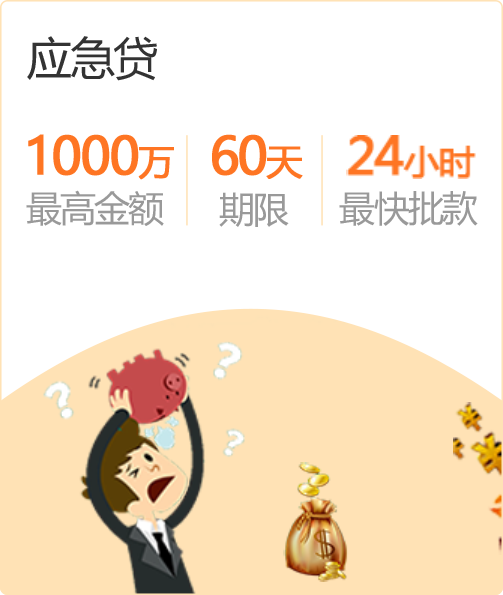 应急贷
1000万 60天 24小时
最高金额 期限 最快批款
? ? ?
$
¥ ¥